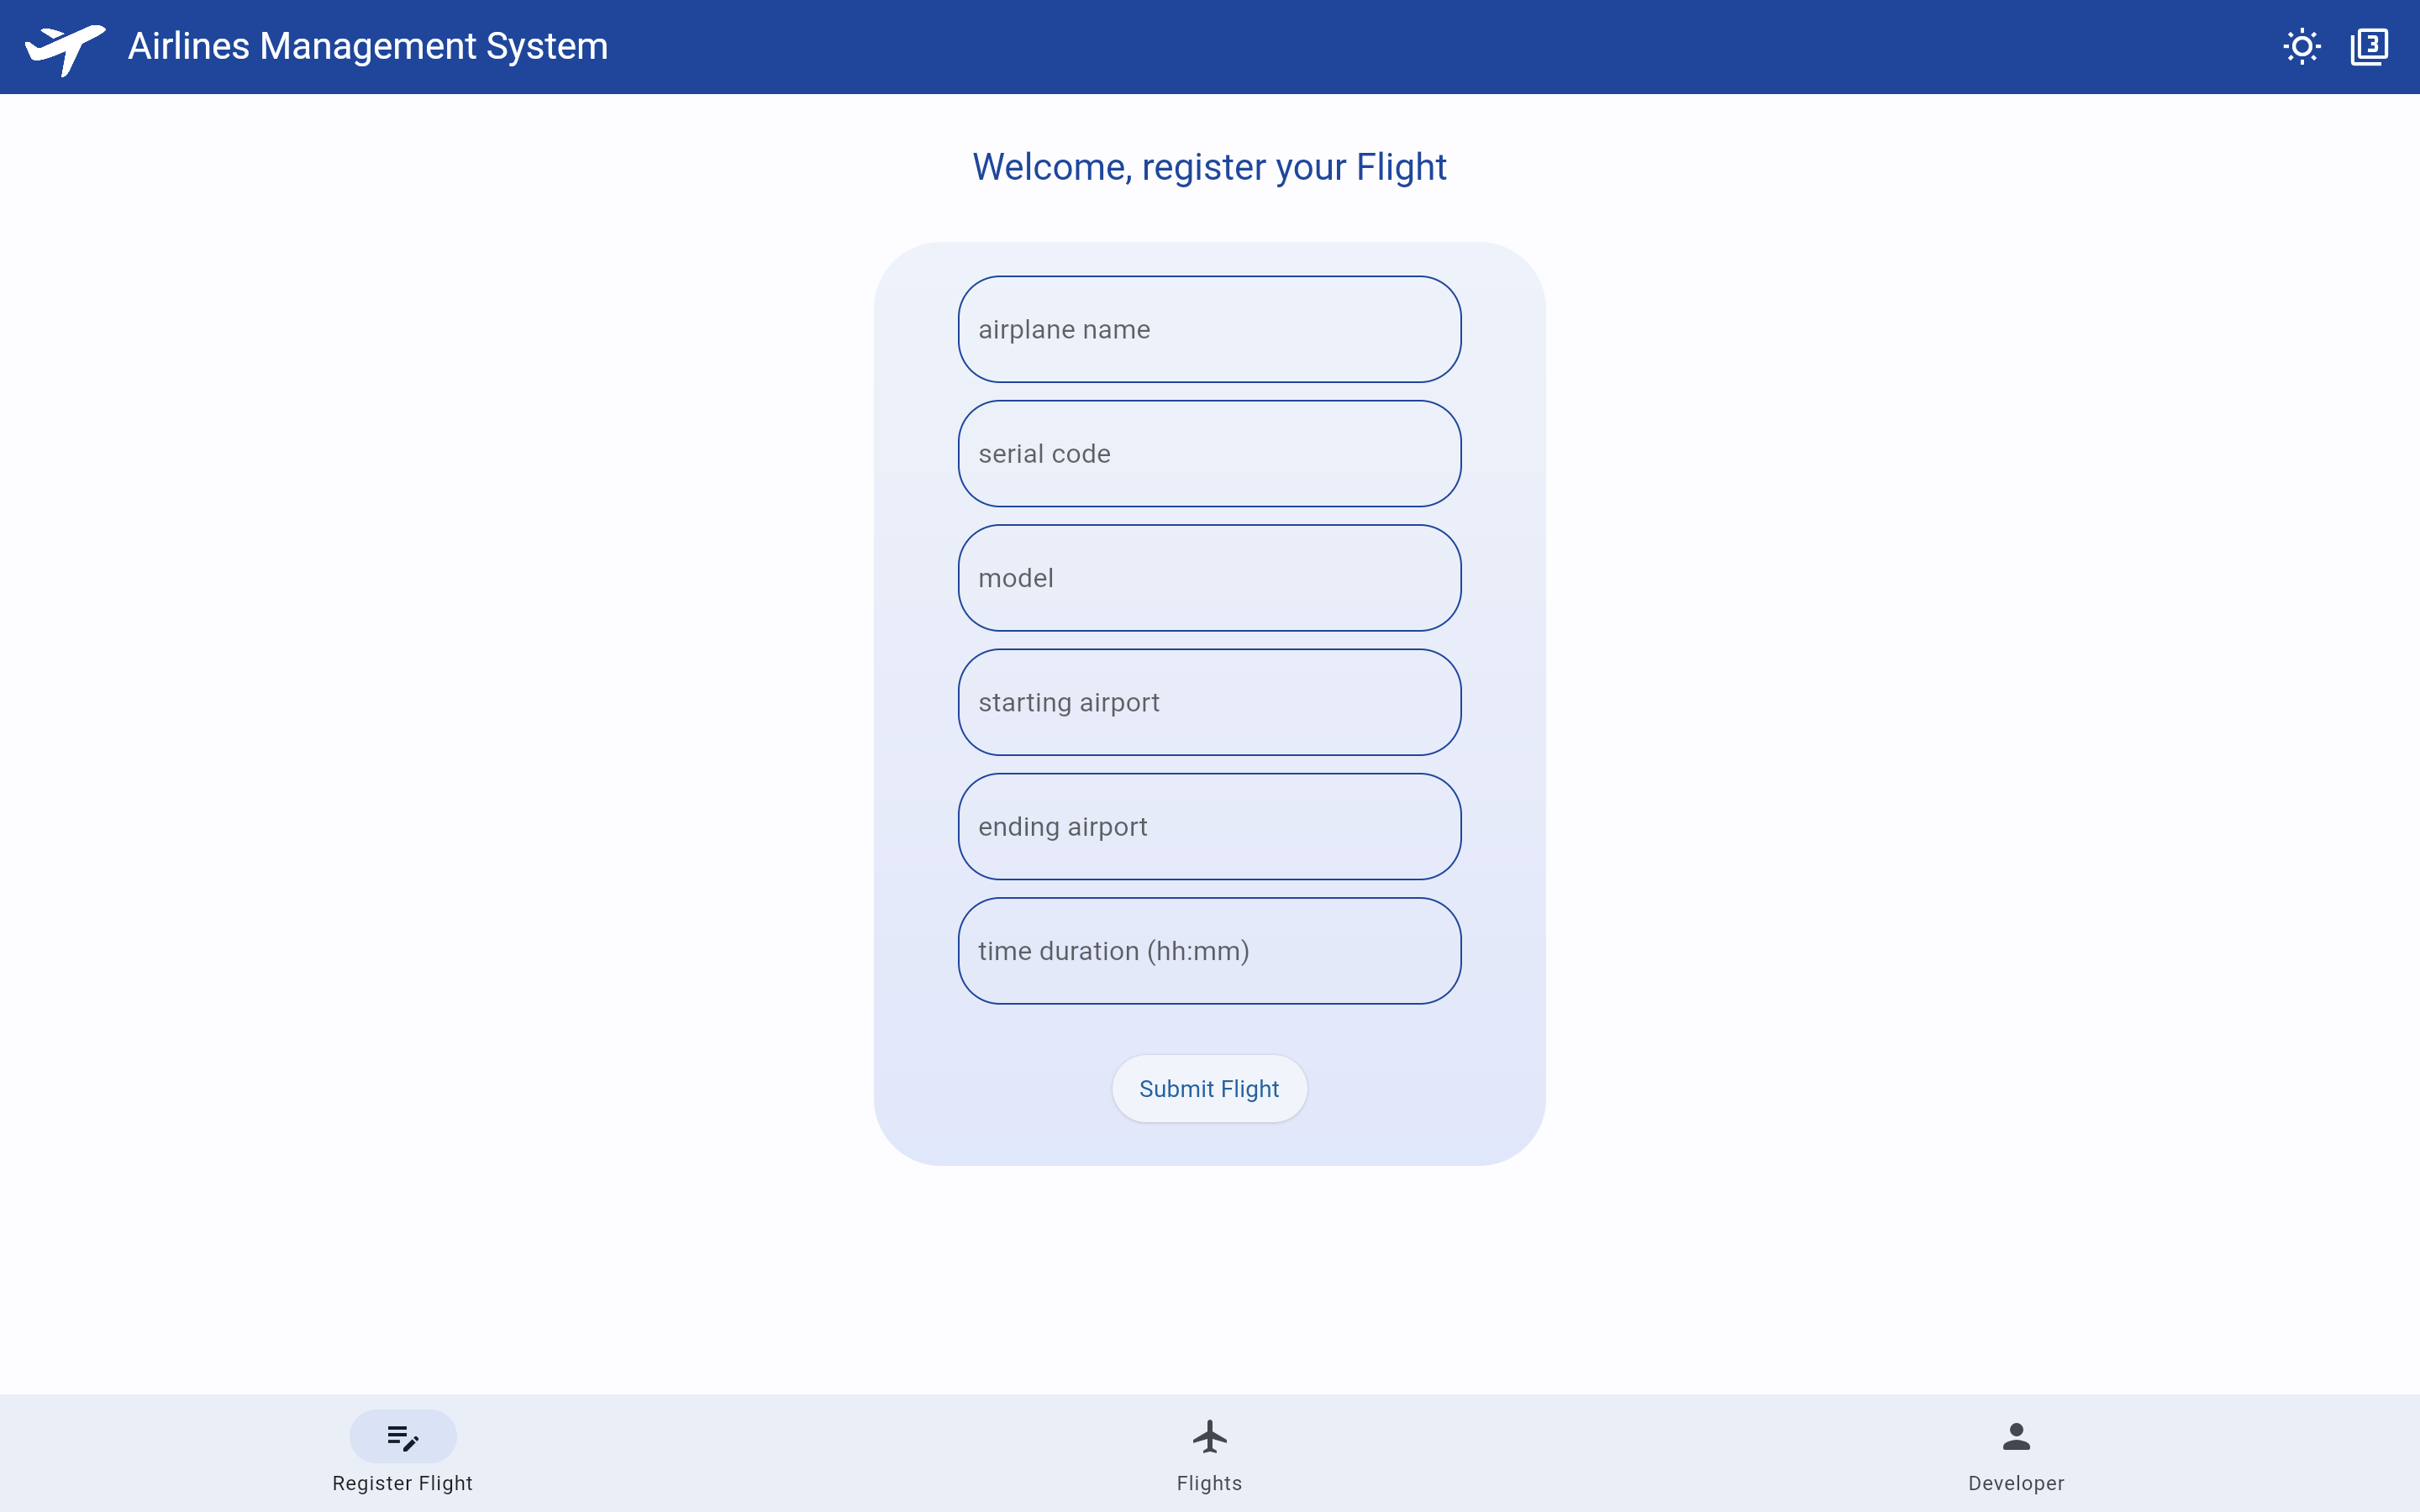 Airlines Management System
3
Welcome, register your Flight
airplane name
serial code
model
starting airport
ending airport
time duration (hh:mm)
Submit Flight
Register Flight
Flights
Developer